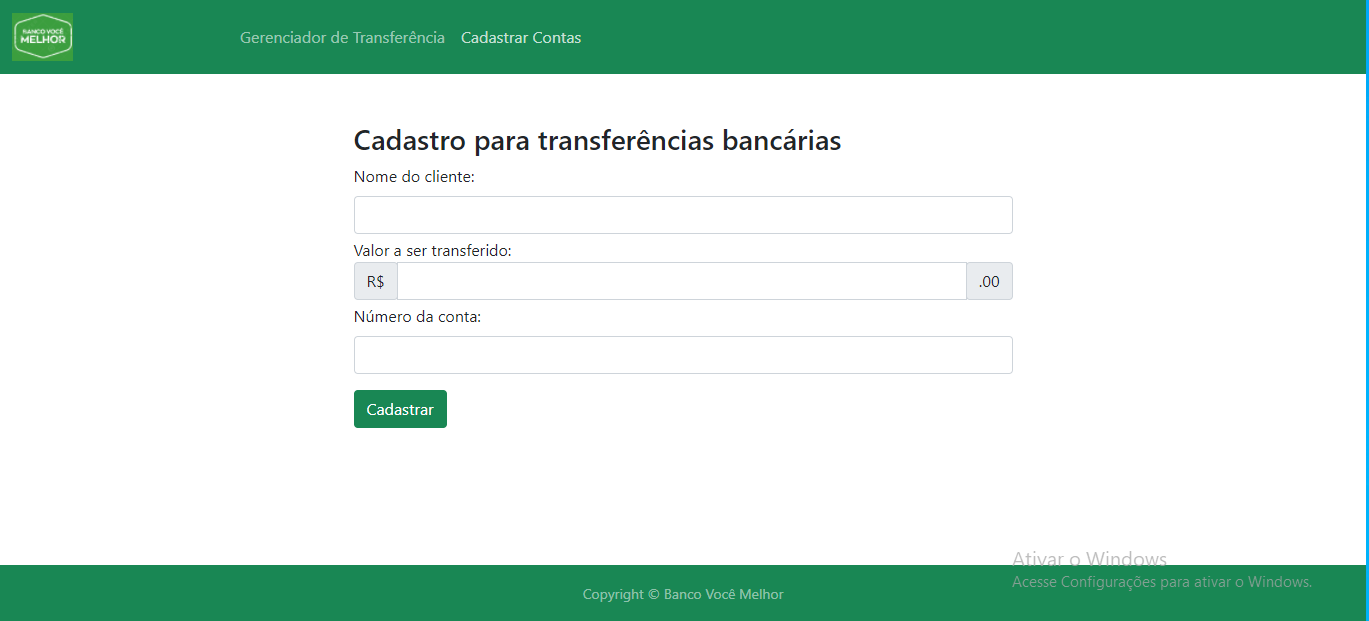 BANCO VOCÊ
MELHOR
Gerenciador de Transferência Cadastrar Contas
Cadastro para transferências bancárias
Nome do cliente:
Valor a ser transferido:
R$ .00
Número da conta:
Cadastrar
Ativar o Windows
Acesse Configurações para ativar o Windows.
Copyright © Banco Você Melhor